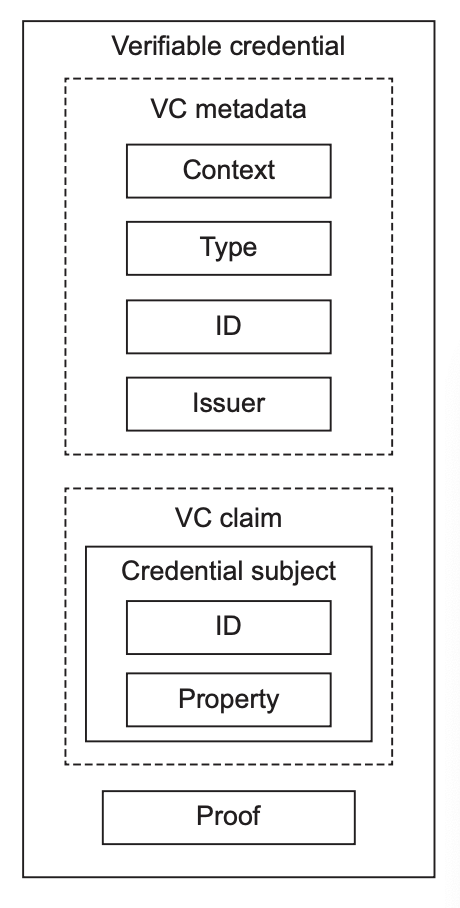 Verifiable credential
VC metadata
Context
Type
ID
Issuer
VC claim
Credential subject
ID
Property
Proof